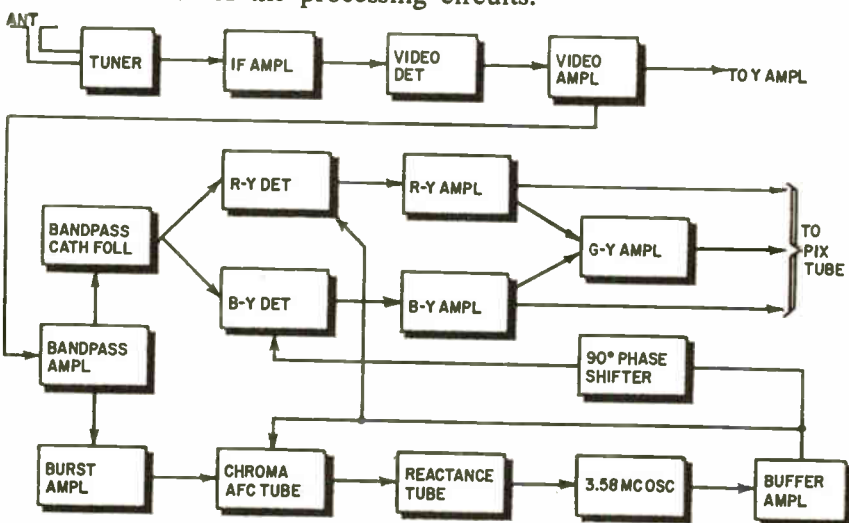 processing circuits.
ANT
TUNER
IF AMPL
VIDEO
DET
VIDEO
AMPL
TO Y AMPL
R-Y DET
R-Y AMPL
BANDPASS
CATH FOLL
G-Y AMPL
TO
PIX
TUBE
B-Y DET
B-Y AMPL
BANDPASS
AMPL
90° PHASE
SHIFTER
BURST
AMPL
CHROMA
AFC TUBE
REACTANCE
TUBE
3.58 MC OSC
BUFFER
AMPL